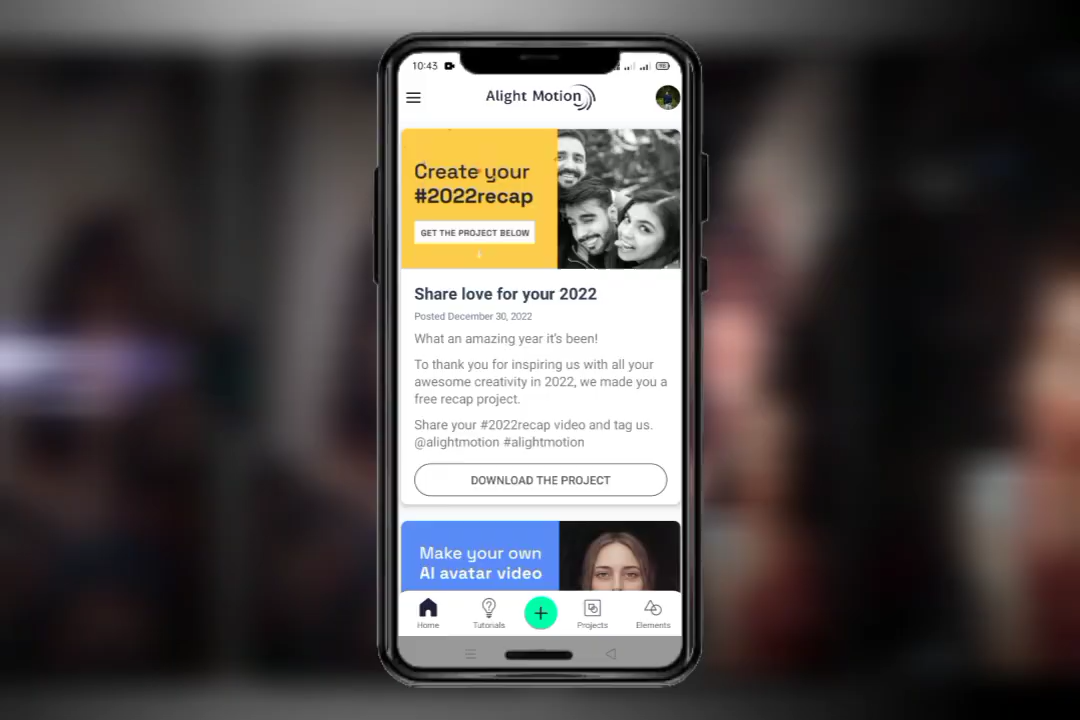 10:43
Alight Motion
Create your
#2022recap
GET THE PROJECT BELOW
Share love for your 2022
Posted December 30, 2022
What an amazing year it's been!
To thank you for inspiring us with all your
awesome creativity in 2022, we made you a
free recap project.
Share your #2022recap video and tag us.
@alightmotion #alightmotion
DOWNLOAD THE PROJECT
Make your own
AI avatar video
Home
Tutorials
Projects
Elements